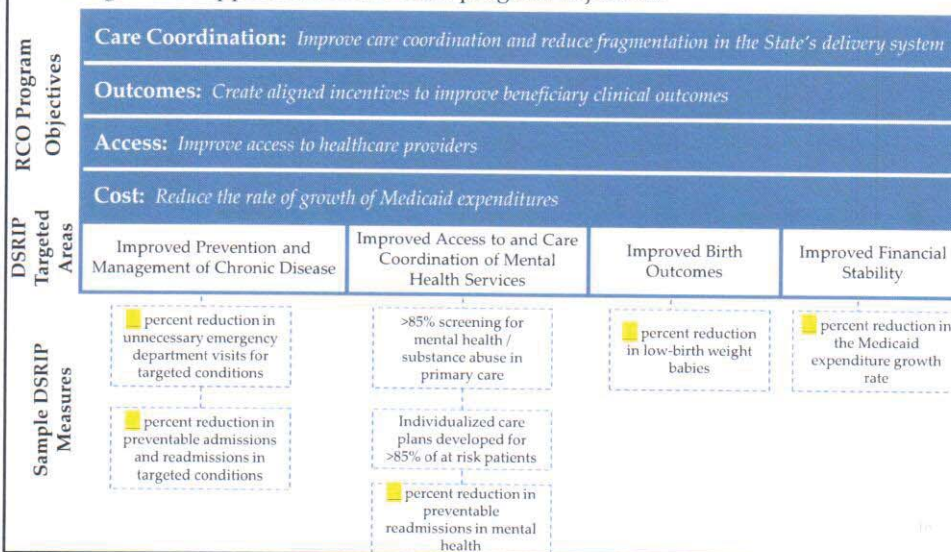 RCO Program
Objectives
Care Coordination: Improve care coordination and reduce fragmentation in the State's delivery system
Outcomes: Create aligned incentives to improve beneficiary clinical outcomes
Access: Improve access to healthcare providers
Cost: Reduce the rate of growth of Medicaid expenditures
DSRIP
Targeted
Areas
Improved Prevention and
Management of Chronic Disease
Improved Access to and Care
Coordination of Mental
Health Services
Improved Birth
Outcomes
Improved Financial
Stability
Sample DSRIP
Measures
_ percent reduction in
unnecessary emergency
department visits for
targeted conditions
_ percent reduction in
preventable admissions
and readmissions in
targeted conditions
>85% screening for
mental health /
substance abuse in
primary care
Individualized care
plans developed for
>85% of at risk patients
_ percent reduction in
preventable
readmissions in mental
health
_ percent reduction
in low-birth weight
babies
_ percent reduction in
the Medicaid
expenditure growth
rate